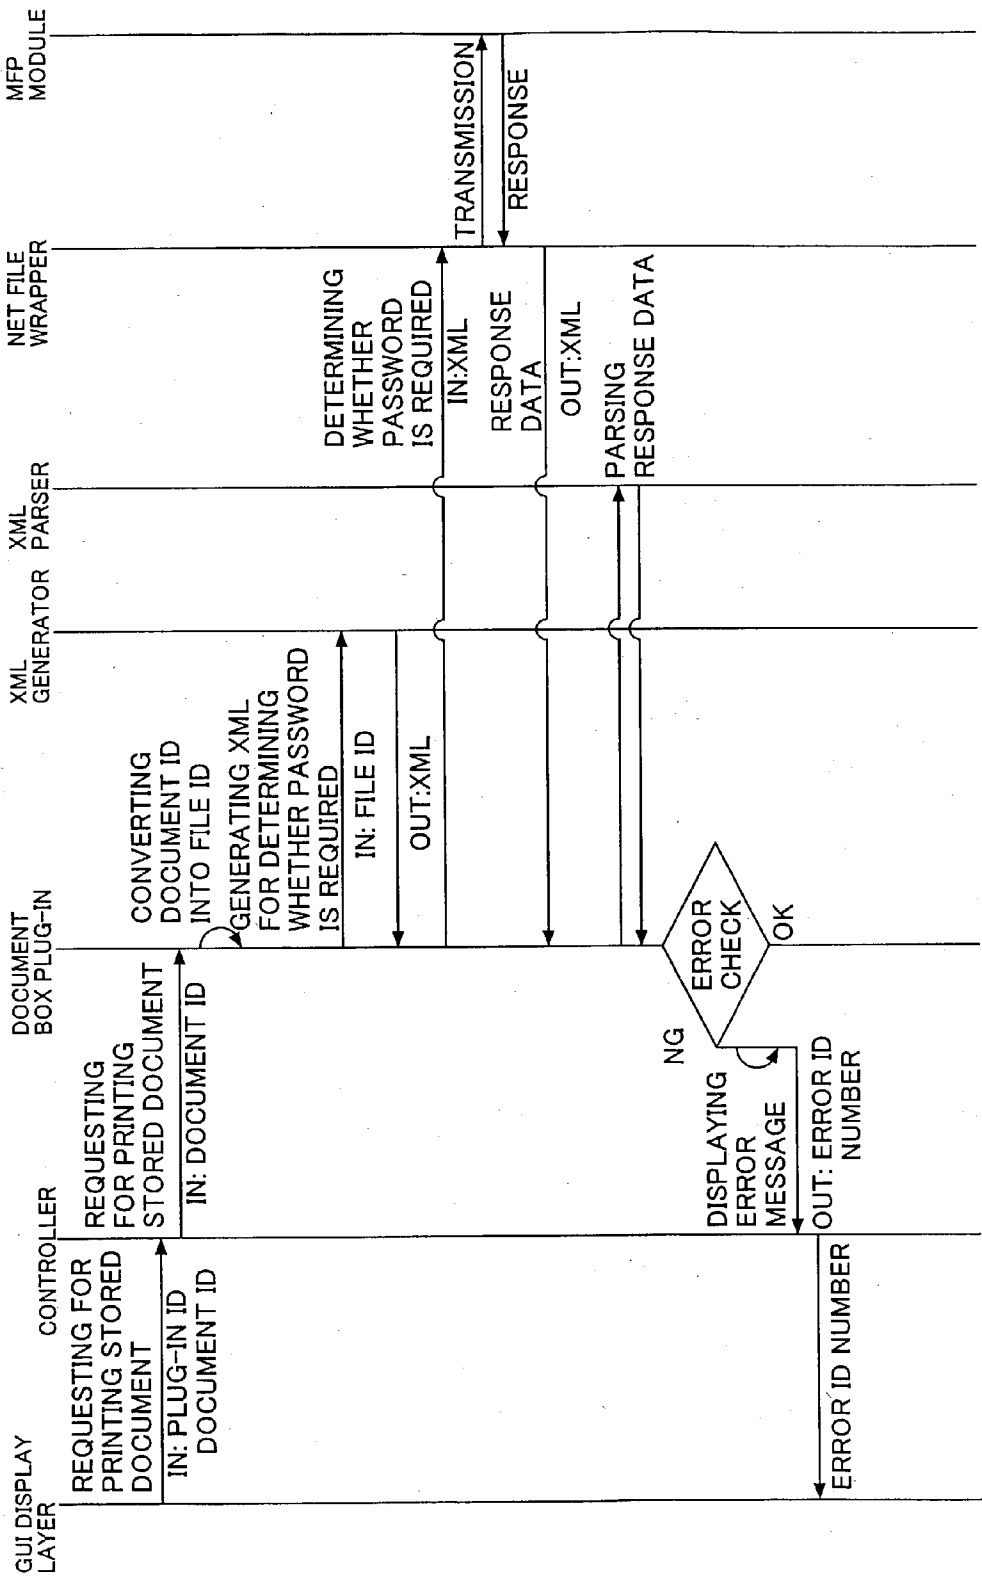 GUI DISPLAY
LAYER
CONTROLLER
DOCUMENT
BOX PLUG-IN
XML
GENERATOR
XML
PARSER
NET FILE
WRAPPER
MFP
MODULE
REQUESTING FOR
PRINTING STORED
DOCUMENT
IN: PLUG-IN ID
DOCUMENT ID
REQUESTING
FOR PRINTING
STORED DOCUMENT
IN: DOCUMENT ID
CONVERTING
DOCUMENT ID
INTO FILE ID
GENERATING XML
FOR DETERMINING
WHETHER PASSWORD
IS REQUIRED
IN: FILE ID
OUT:XML
DETERMINING
WHETHER
PASSWORD
IS REQUIRED
IN:XML
TRANSMISSION
RESPONSE
RESPONSE
DATA
OUT:XML
PARSING
RESPONSE DATA
ERROR
CHECK
OK
NG
DISPLAYING
ERROR
MESSAGE
OUT: ERROR ID
NUMBER
ERROR ID NUMBER